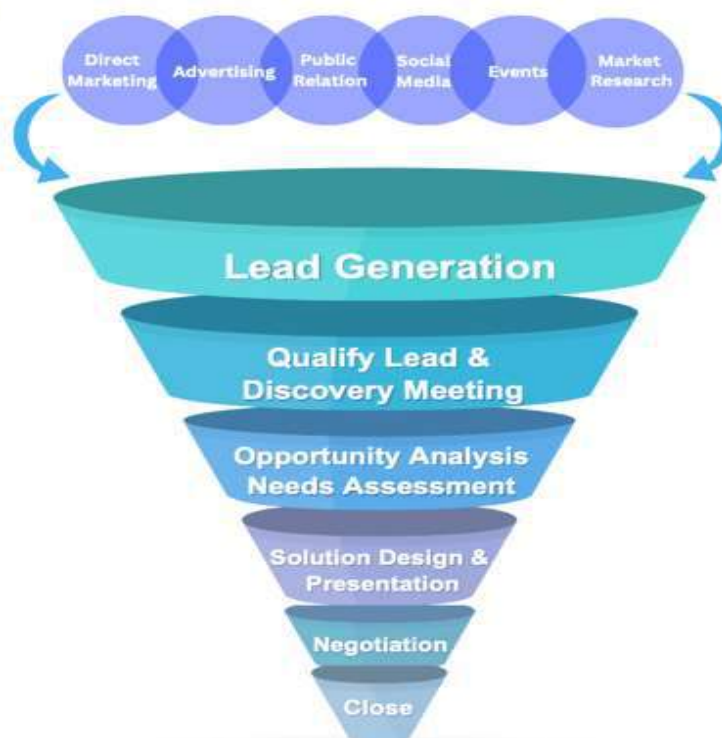 Direct
Marketing
Advertising
Public
Relation
Social
Media
Events
Market
Research
Lead Generation
Qualify Lead &
Discovery Meeting
Opportunity Analysis
Needs Assessment
Solution Design &
Presentation
Negotiation
Close